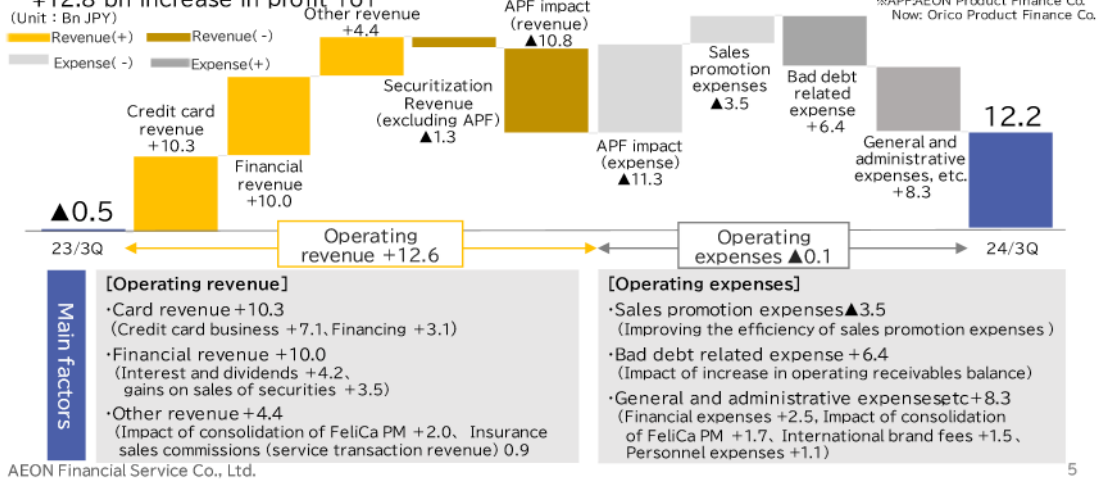 +12.8 bn increase in profit YoY
(Unit：Bn JPY)
Revenue(+)
Revenue(-)
Expense(-)
Expense(+)
※APF:AEON Product Finance Co.
Now: Orico Product Finance Co.
▲0.5
23/3Q
Credit card
revenue
+10.3
Financial
revenue
+10.0
Other revenue
+4.4
Securitization
Revenue
(excluding APF)
▲1.3
APF impact
(revenue)
▲10.8
APF impact
(expense)
▲11.3
Sales
promotion
expenses
▲3.5
Bad debt
related
expense
+6.4
General and
administrative
expenses, etc.
+8.3
12.2
24/3Q
Operating
revenue +12.6
Operating
expenses ▲0.1
Main factors
[Operating revenue]
･Card revenue +10.3
(Credit card business +7.1、Financing +3.1)
･Financial revenue +10.0
(Interest and dividends +4.2、
gains on sales of securities +3.5)
･Other revenue +4.4
(Impact of consolidation of FeliCa PM +2.0、 Insurance
sales commissions (service transaction revenue) 0.9
[Operating expenses]
･Sales promotion expenses▲3.5
(Improving the efficiency of sales promotion expenses )
･Bad debt related expense +6.4
(Impact of increase in operating receivables balance)
･General and administrative expenses,etc+8.3
(Financial expenses +2.5, Impact of consolidation
of FeliCa PM +1.7、International brand fees +1.5、
Personnel expenses +1.1)
AEON Financial Service Co., Ltd.
5